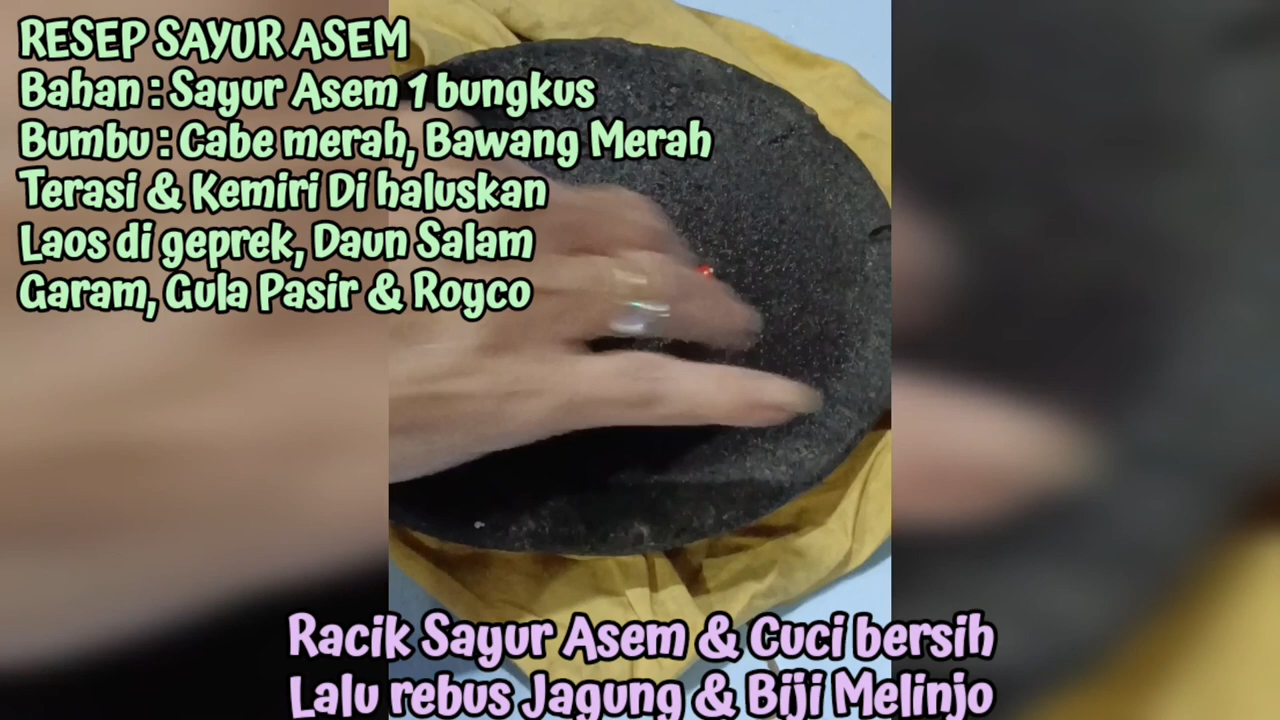 RESEP SAYUR ASEM
Bahan : Sayur Asem 1 bungkus
Bumbu : Cabe merah, Bawang Merah
Terasi & Kemiri Di haluskan
Laos di geprek, Daun Salam
Garam, Gula Pasir & Royco
Racik Sayur Asem & Cuci bersih
Lalu rebus Jagung & Biji Melinjo